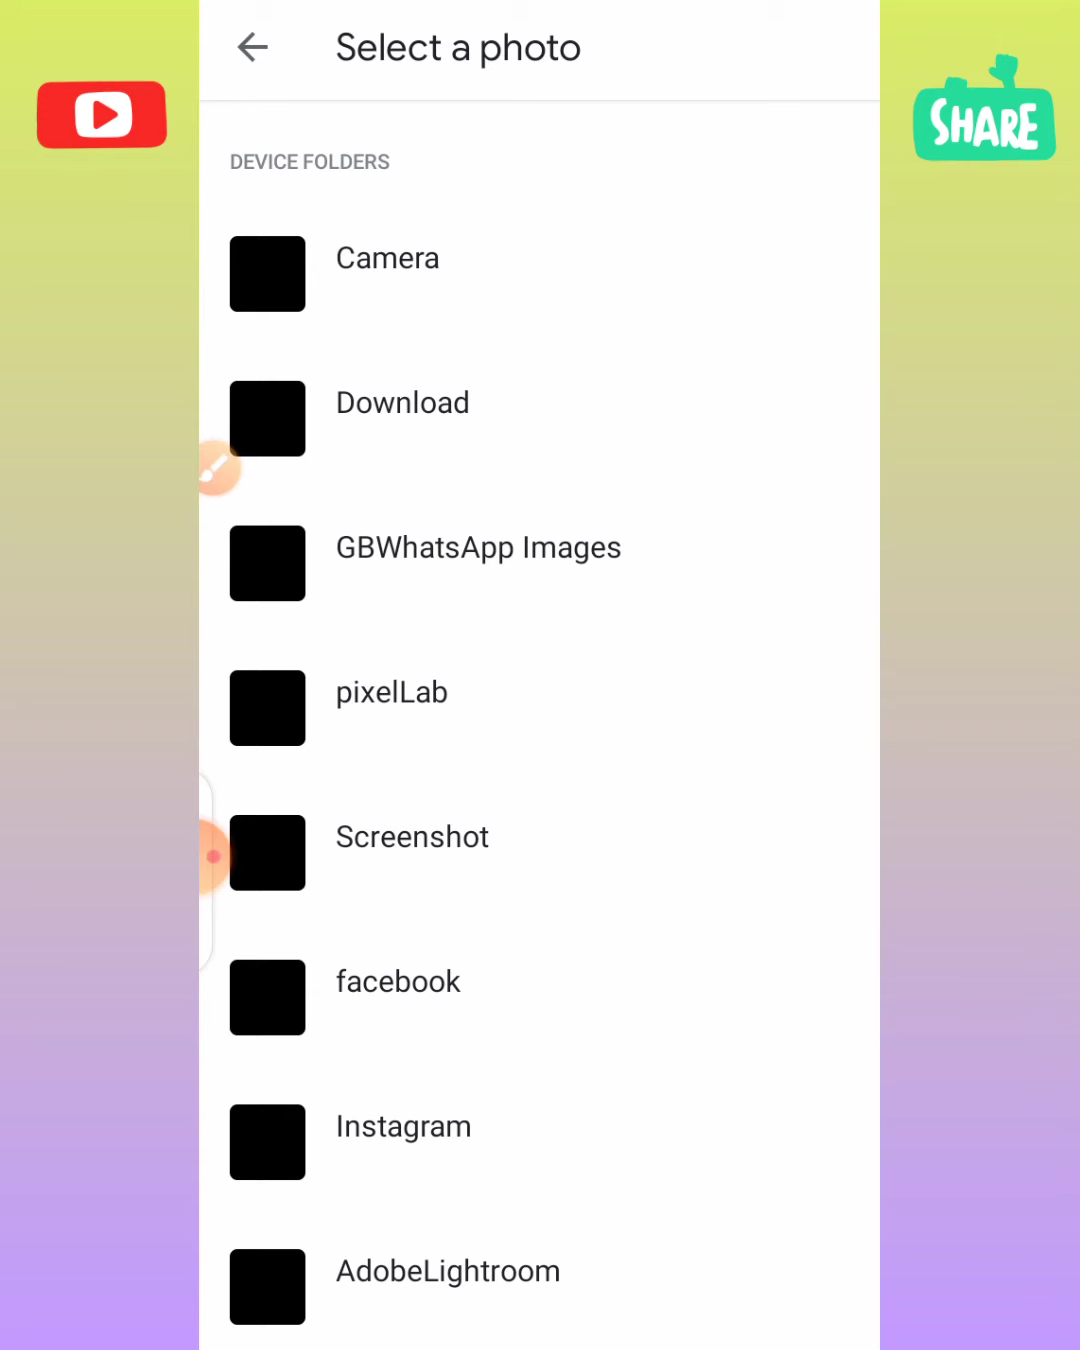 Select a photo
SHARE
DEVICE FOLDERS
Camera
Download
GBWhatsApp Images
pixelLab
Screenshot
facebook
Instagram
AdobeLightroom